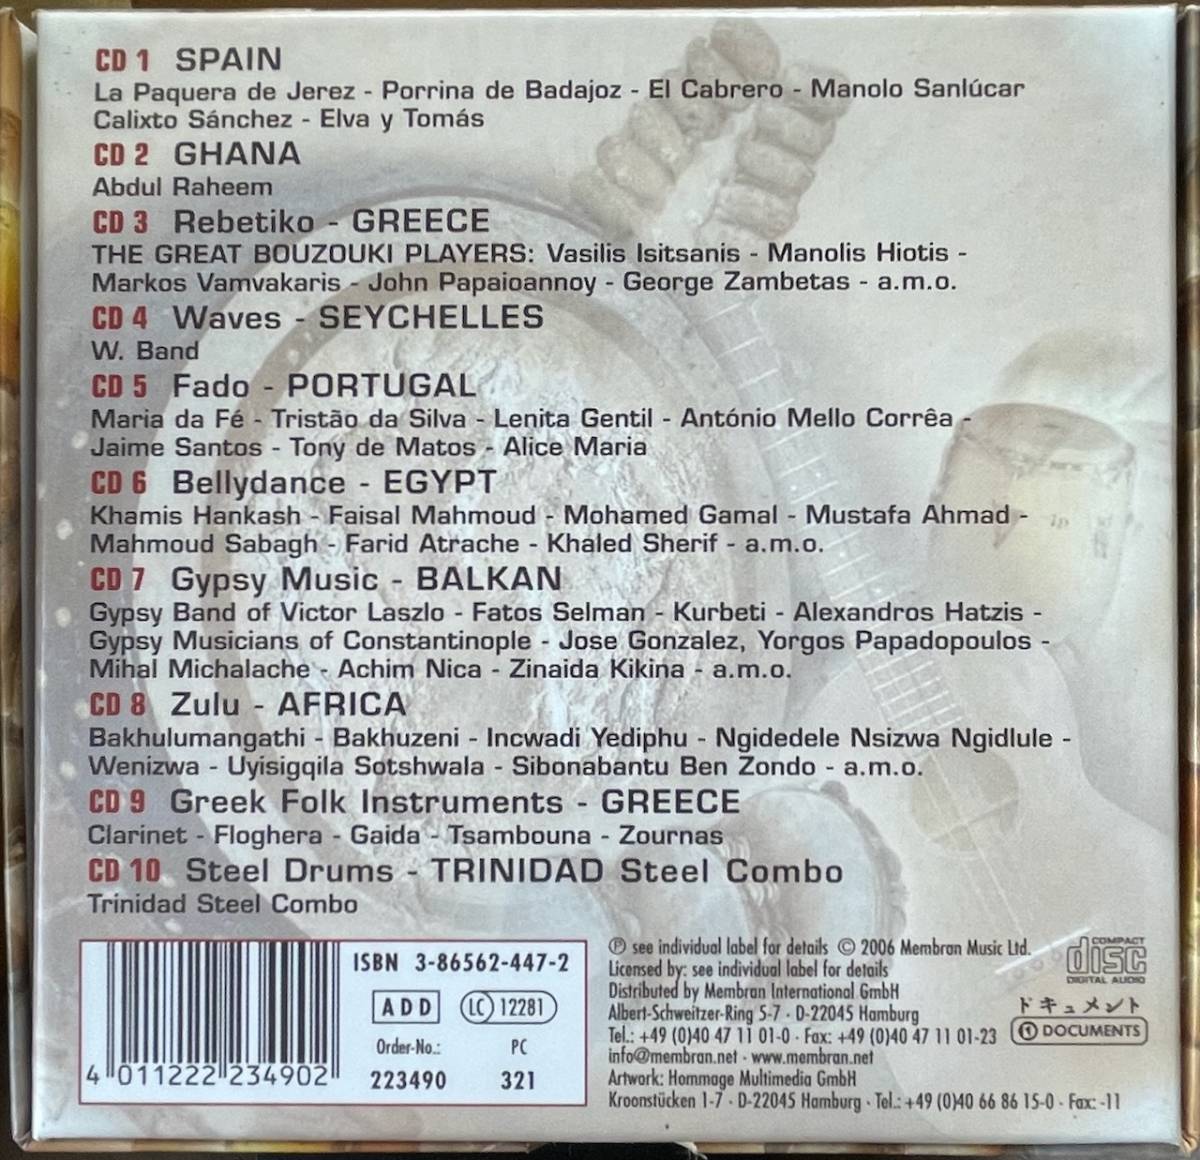 CD 1 SPAIN
La Paquera de Jerez - Porrina de Badajoz - El Cabrero - Manolo Sanlúcar
Calixto Sánchez - Elva y Tomás
CD 2 GHANA
Abdul Raheem
CD 3 Rebetiko - GREECE
THE GREAT BOUZOUKI PLAYERS: Vasilis Isitsanis - Manolis Hiotis -
Markos Vamvakaris - John Papaioannoy - George Zambetas - a.m.o.
CD 4 Waves - SEYCHELLES
W. Band
CD 5 Fado - PORTUGAL
Maria da Fé - Tristão da Silva - Lenita Gentil - António Mello Corrêa -
Jaime Santos - Tony de Matos - Alice Maria
CD 6 Bellydance - EGYPT
Khamis Hankash - Faisal Mahmoud - Mohamed Gamal - Mustafa Ahmad -
Mahmoud Sabagh - Farid Atrache - Khaled Sherif - a.m.o.
CD 7 Gypsy Music - BALKAN
Gypsy Band of Victor Laszlo - Fatos Selman - Kurbeti - Alexandros Hatzis -
Gypsy Musicians of Constantinople - Jose Gonzalez, Yorgos Papadopoulos -
Mihal Michalache - Achim Nica - Zinaida Kikina - a.m.o.
CD 8 Zulu - AFRICA
Bakhulumangathi - Bakhuzeni - Incwadi Yediphu - Ngidedele Nsizwa Ngidlule -
Wenizwa - Uyisigqila Sotshwala - Sibonabantu Ben Zondo - a.m.o.
CD 9 Greek Folk Instruments - GREECE
Clarinet - Floghera - Gaida - Tsambouna - Zournas
CD 10 Steel Drums - TRINIDAD Steel Combo
Trinidad Steel Combo
ISBN 3-86562-447-2
ADD LC 12281
Order-No.: PC
223490 321
4 011222 234902
Ⓟ see individual label for details © 2006 Membran Music Ltd.
Licensed by: see individual label for details
Distributed by Membran International GmbH
Albert-Schweitzer-Ring 5-7 · D-22045 Hamburg
Tel.: +49 (0)40 47 11 01-0 · Fax: +49 (0)40 47 11 01-23
info@membran.net · www.membran.net
Artwork: Hommage Multimedia GmbH
Kroonstücken 1-7 · D-22045 Hamburg · Tel.: +49 (0)40 66 86 15-0 · Fax: -11
COMPACT
disc
DIGITAL AUDIO
ドキュメント
DOCUMENTS